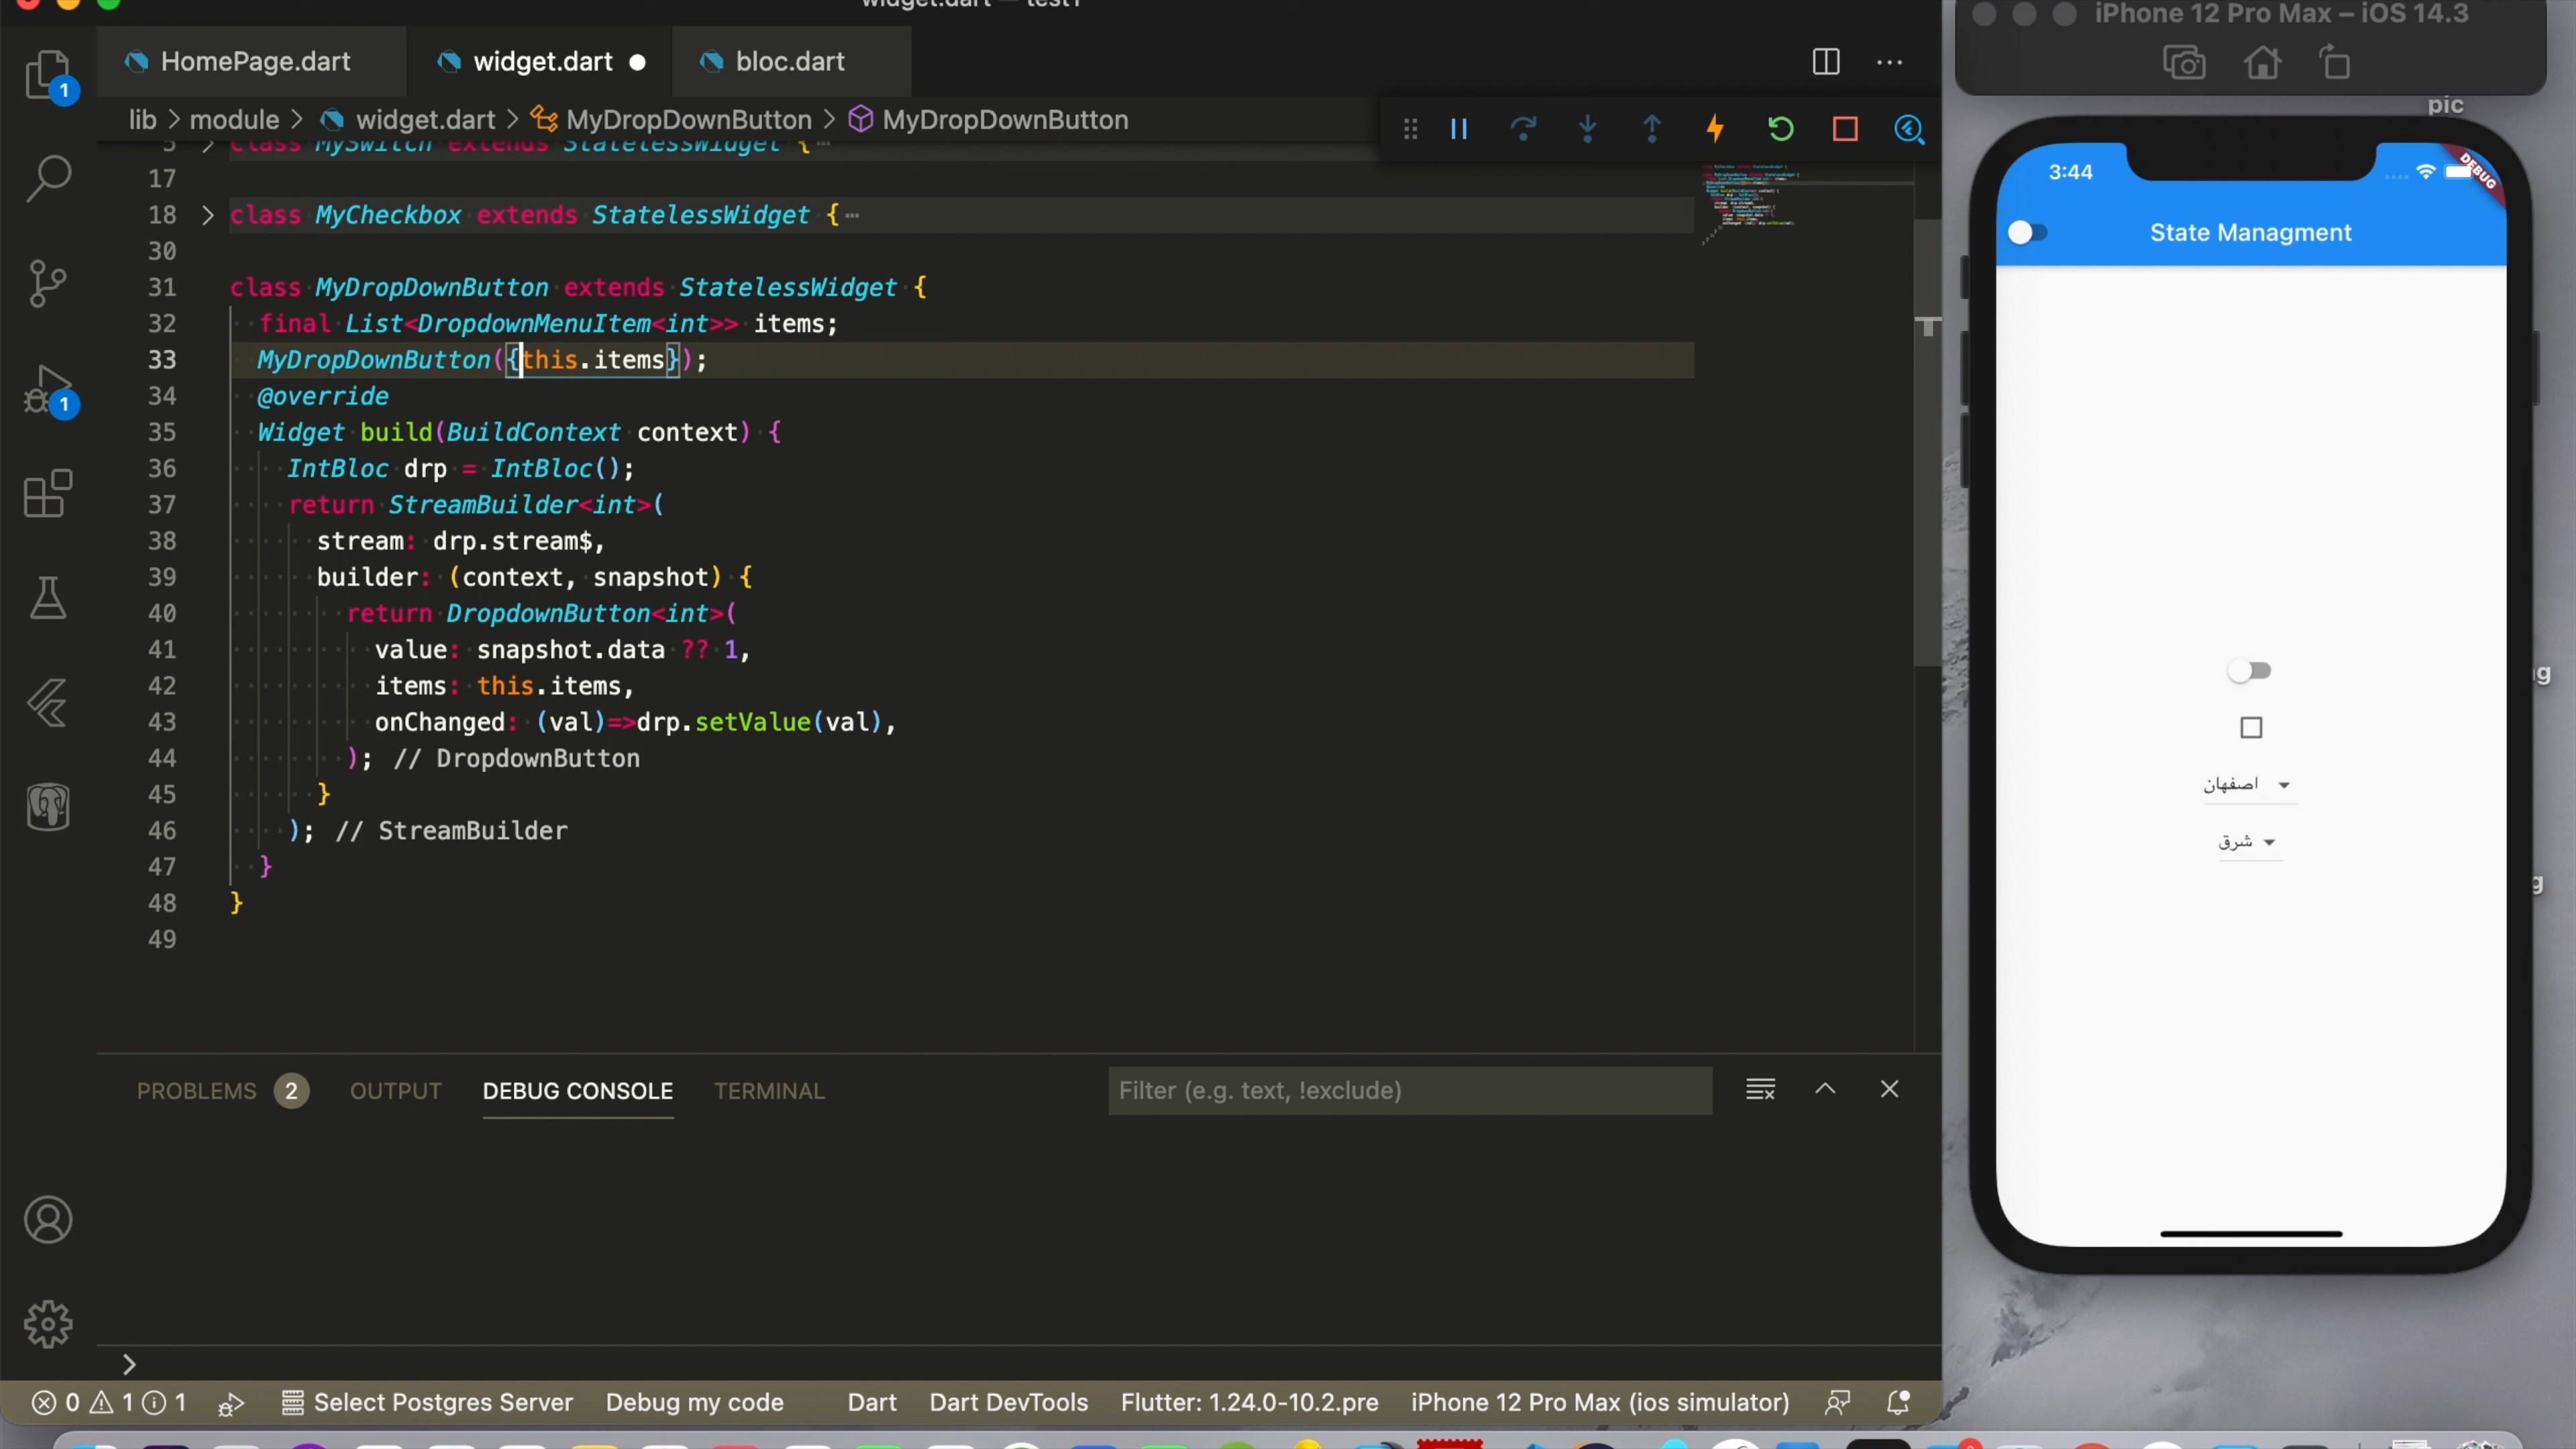 widget.dart — test1
HomePage.dart
widget.dart
bloc.dart
lib > module > widget.dart > MyDropDownButton > MyDropDownButton
5 class MySwitch extends StatelessWidget {
17
18 class MyCheckbox extends StatelessWidget {
30
31 class MyDropDownButton extends StatelessWidget {
32 final List<DropdownMenuItem<int>> items;
33 MyDropDownButton({this.items});
34 @override
35 Widget build(BuildContext context) {
36 IntBloc drp = IntBloc();
37 return StreamBuilder<int>(
38 stream: drp.stream$,
39 builder: (context, snapshot) {
40 return DropdownButton<int>(
41 value: snapshot.data ?? 1,
42 items: this.items,
43 onChanged: (val)=>drp.setValue(val),
44 ); // DropdownButton
45 }
46 ); // StreamBuilder
47 }
48 }
49
1
1
PROBLEMS 2 OUTPUT DEBUG CONSOLE TERMINAL
Filter (e.g. text, !exclude)
0 1 1 Select Postgres Server Debug my code Dart Dart DevTools Flutter: 1.24.0-10.2.pre iPhone 12 Pro Max (ios simulator)
iPhone 12 Pro Max – iOS 14.3
pic
3:44
DEBUG
State Managment
اصفهان
شرق
g
g